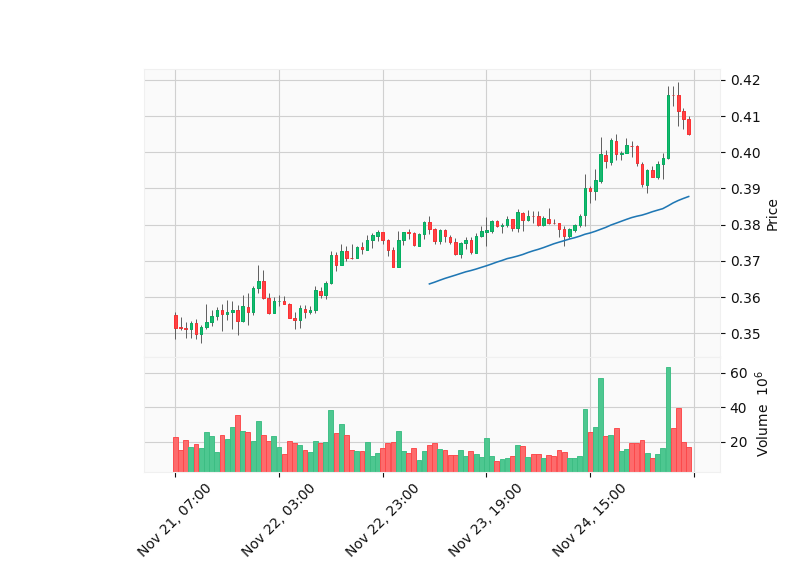 0.42
0.41
0.40
0.39
0.38
0.37
0.36
0.35
Price
60
40
20
Volume 10^6
Nov 21, 07:00
Nov 22, 03:00
Nov 22, 23:00
Nov 23, 19:00
Nov 24, 15:00